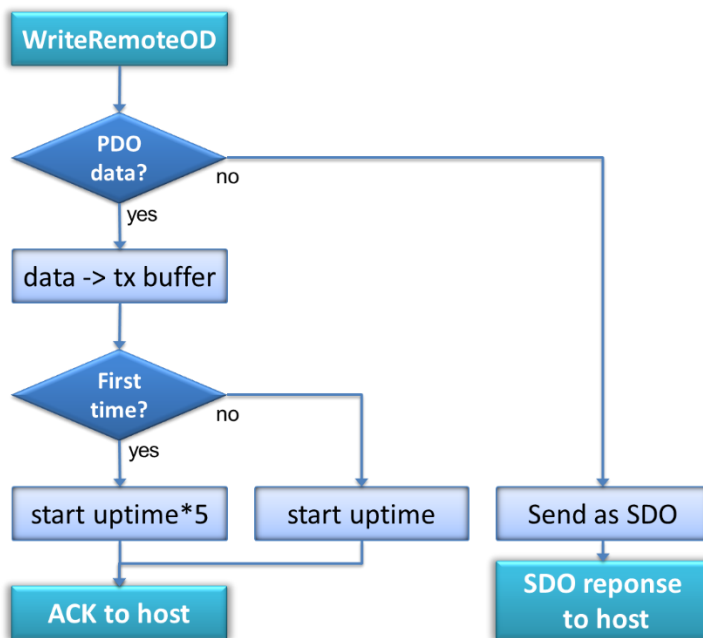 WriteRemoteOD
PDO
data?
no
yes
data -> tx buffer
First
time?
no
yes
start uptime*5
start uptime
Send as SDO
ACK to host
SDO reponse
to host